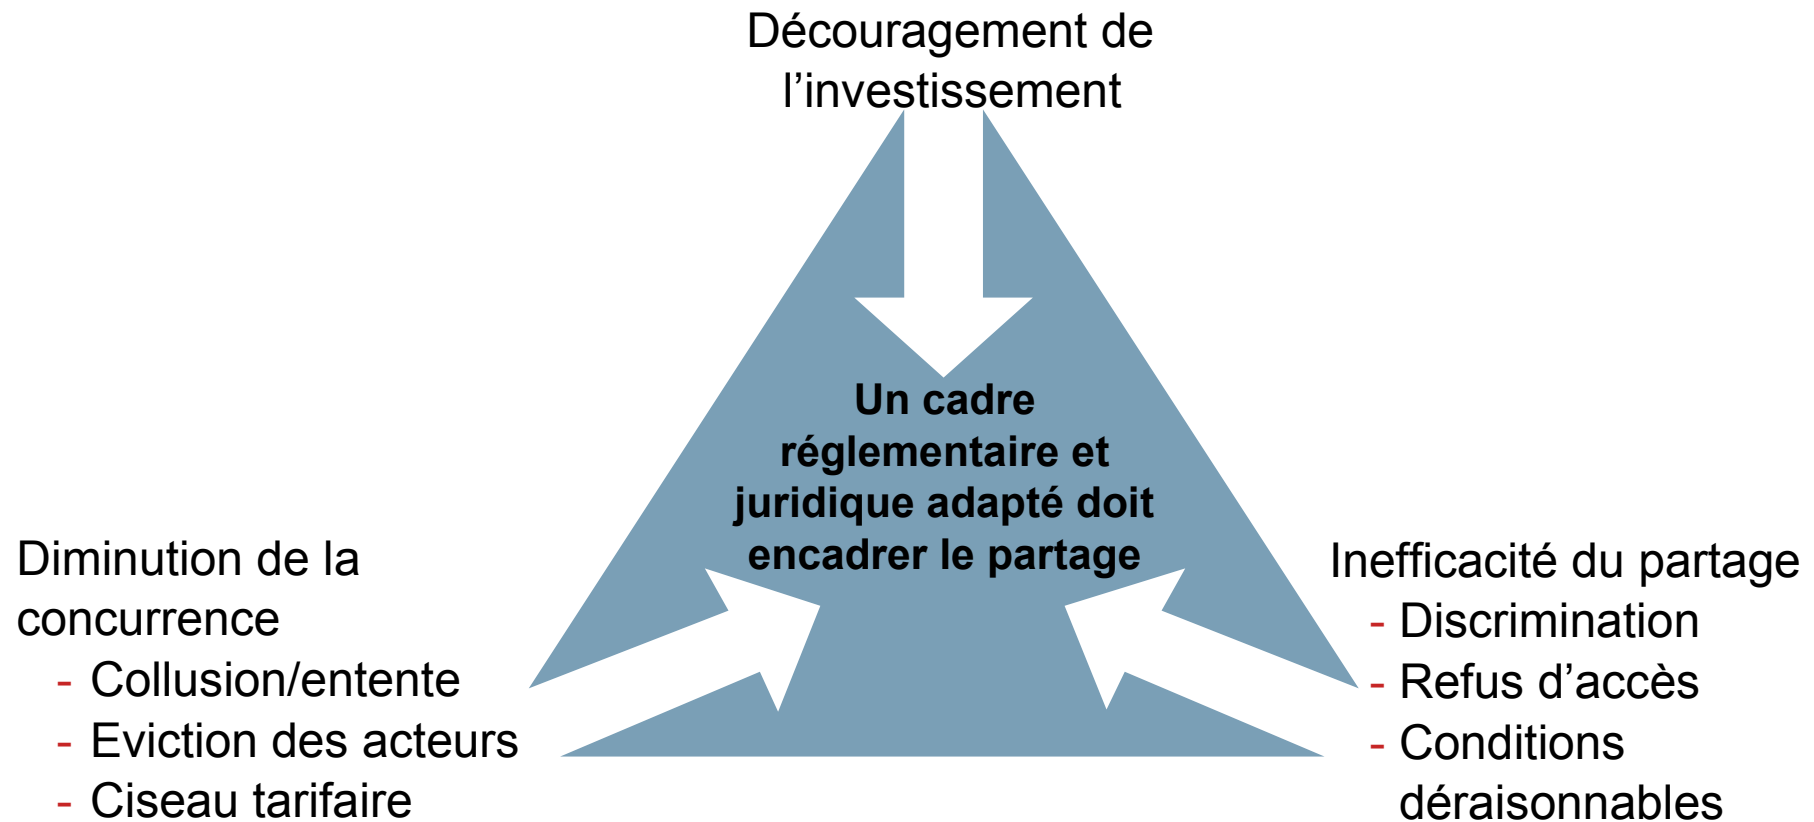 Découragement de
l’investissement
Un cadre
réglementaire et
juridique adapté doit
encadrer le partage
Diminution de la
concurrence
- Collusion/entente
- Eviction des acteurs
- Ciseau tarifaire
Inefficacité du partage
- Discrimination
- Refus d’accès
- Conditions
déraisonnables